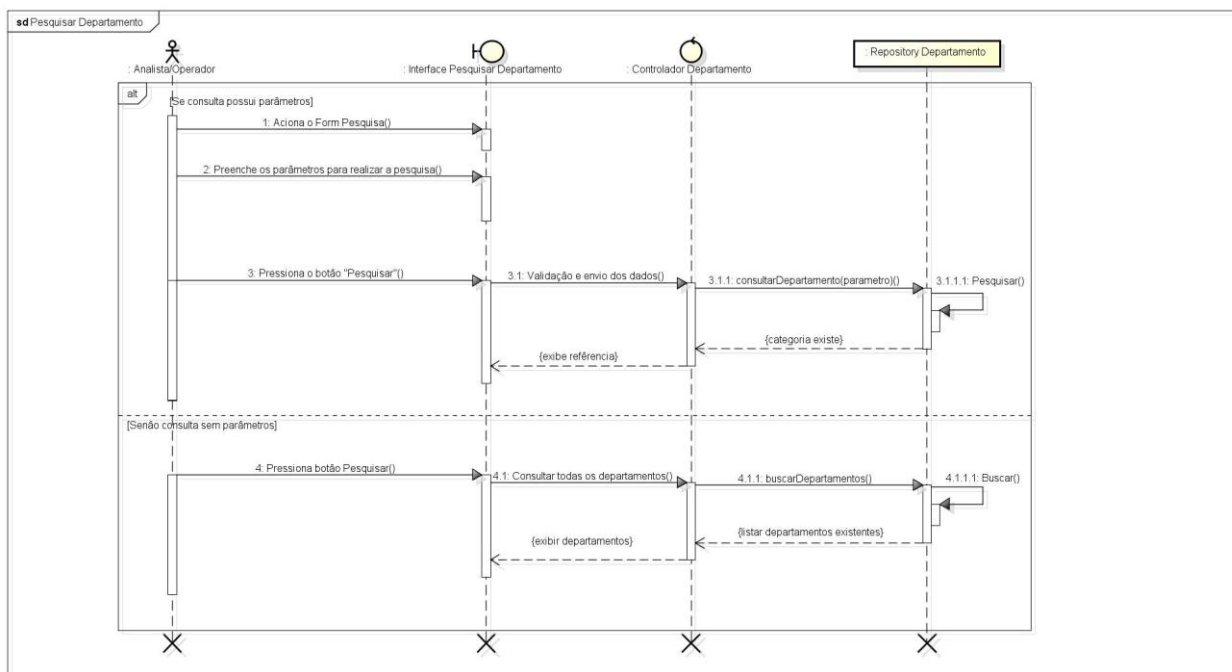 sd Pesquisar Departamento
: Analista/Operador
: Interface Pesquisar Departamento
: Controlador Departamento
: Repository Departamento
alt
[Se consulta possui parâmetros]
1: Aciona o Form Pesquisa()
2: Preenche os parâmetros para realizar a pesquisa()
3: Pressiona o botão "Pesquisar"()
3.1: Validação e envio dos dados()
3.1.1: consultarDepartamento(parametro)()
3.1.1.1: Pesquisar()
{categoria existe}
{exibe refêrencia}
[Senão consulta sem parâmetros]
4: Pressiona botão Pesquisar()
4.1: Consultar todas os departamentos()
4.1.1: buscarDepartamentos()
4.1.1.1: Buscar()
{listar departamentos existentes}
{exibir departamentos}